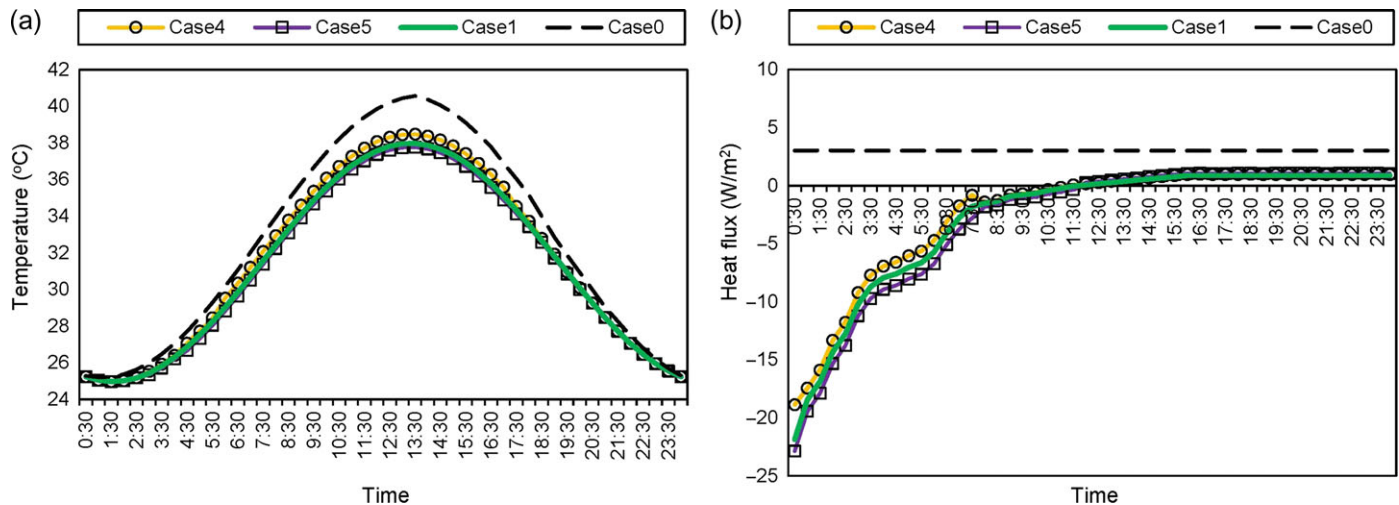 (a)
Case4 Case5 Case1 Case0
Temperature (ºC)
42
40
38
36
34
32
30
28
26
24
0:30 1:30 2:30 3:30 4:30 5:30 6:30 7:30 8:30 9:30 10:30 11:30 12:30 13:30 14:30 15:30 16:30 17:30 18:30 19:30 20:30 21:30 22:30 23:30
Time
(b)
Case4 Case5 Case1 Case0
Heat flux (W/m²)
10
5
0
−5
−10
−15
−20
−25
0:30 1:30 2:30 3:30 4:30 5:30 6:30 7:30 8:30 9:30 10:30 11:30 12:30 13:30 14:30 15:30 16:30 17:30 18:30 19:30 20:30 21:30 22:30 23:30
Time